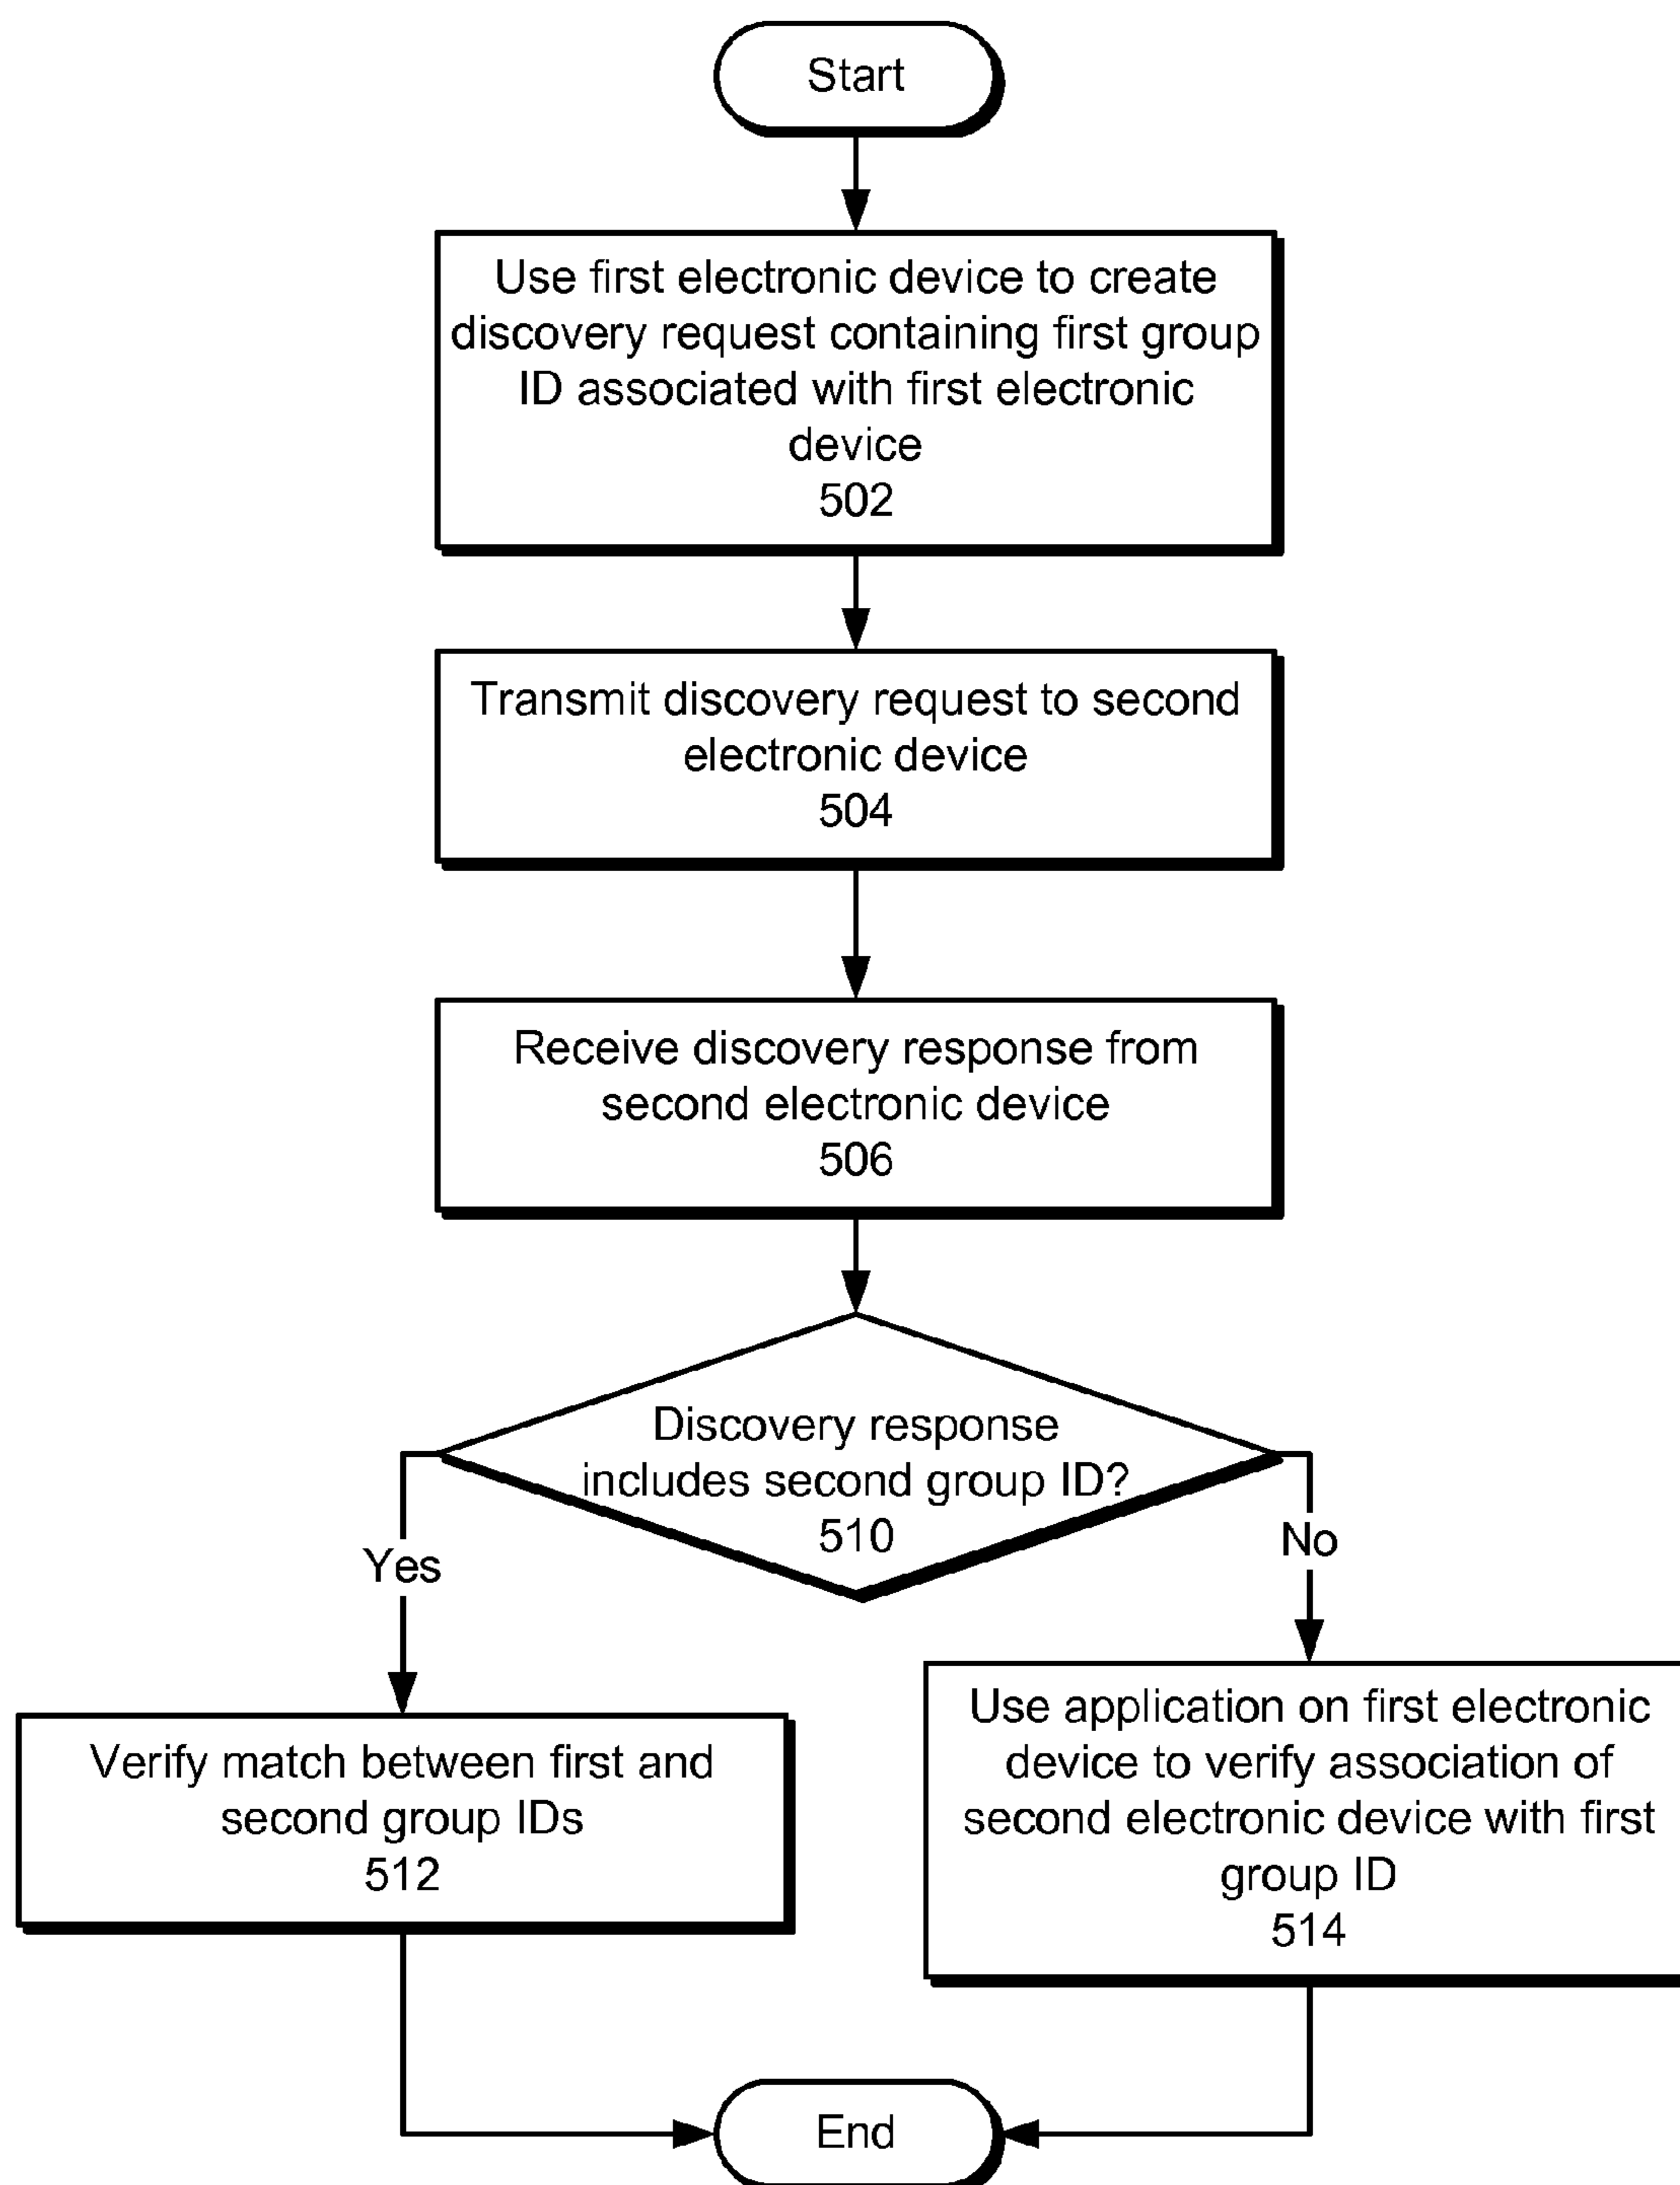 Start
Use first electronic device to create
discovery request containing first group
ID associated with first electronic
device
502
Transmit discovery request to second
electronic device
504
Receive discovery response from
second electronic device
506
Discovery response
includes second group ID?
510
Yes
No
Verify match between first and
second group IDs
512
Use application on first electronic
device to verify association of
second electronic device with first
group ID
514
End